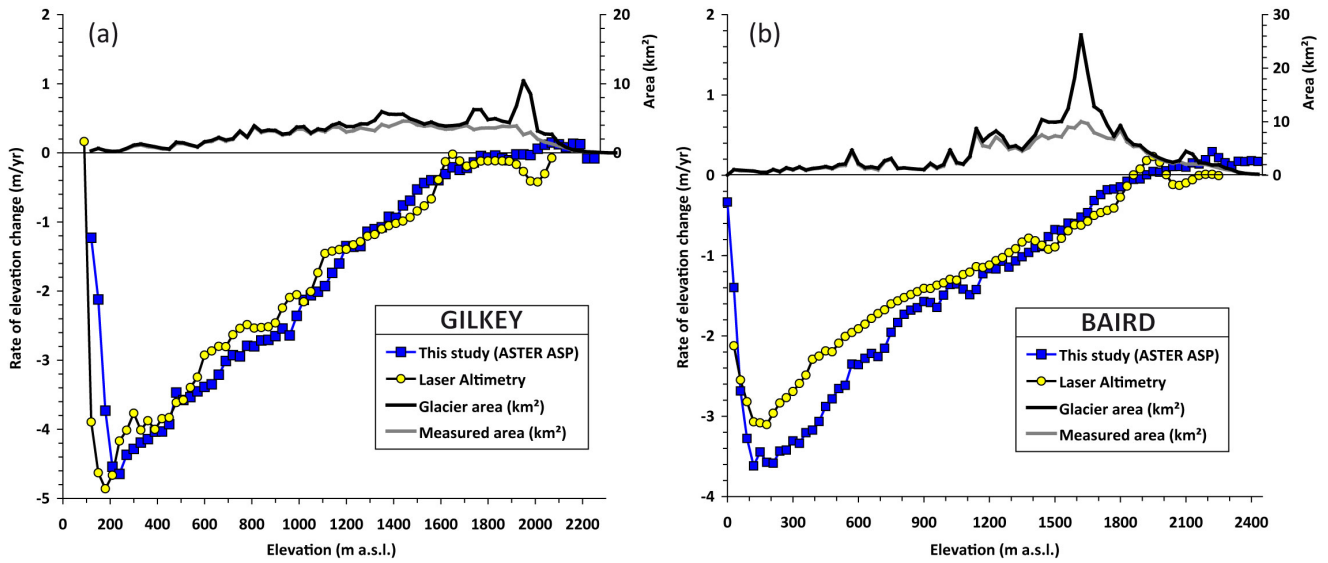 (a)
2
1
0
-1
-2
-3
-4
-5
Rate of elevation change (m/yr)
20
10
0
Area (km²)
0 200 400 600 800 1000 1200 1400 1600 1800 2000 2200
Elevation (m a.s.l.)
GILKEY
This study (ASTER ASP)
Laser Altimetry
Glacier area (km²)
Measured area (km²)
(b)
2
1
0
-1
-2
-3
-4
Rate of elevation change (m/yr)
30
20
10
0
Area (km²)
0 300 600 900 1200 1500 1800 2100 2400
Elevation (m a.s.l.)
BAIRD
This study (ASTER ASP)
Laser Altimetry
Glacier area (km²)
Measured area (km²)